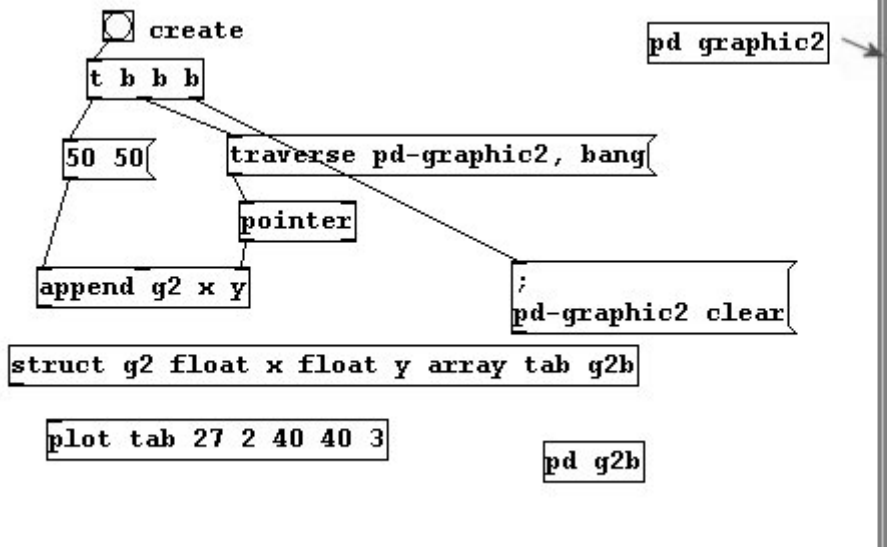 create
pd graphic2
t b b b
50 50
traverse pd-graphic2, bang
pointer
append g2 x y
;
pd-graphic2 clear
struct g2 float x float y array tab g2b
plot tab 27 2 40 40 3
pd g2b